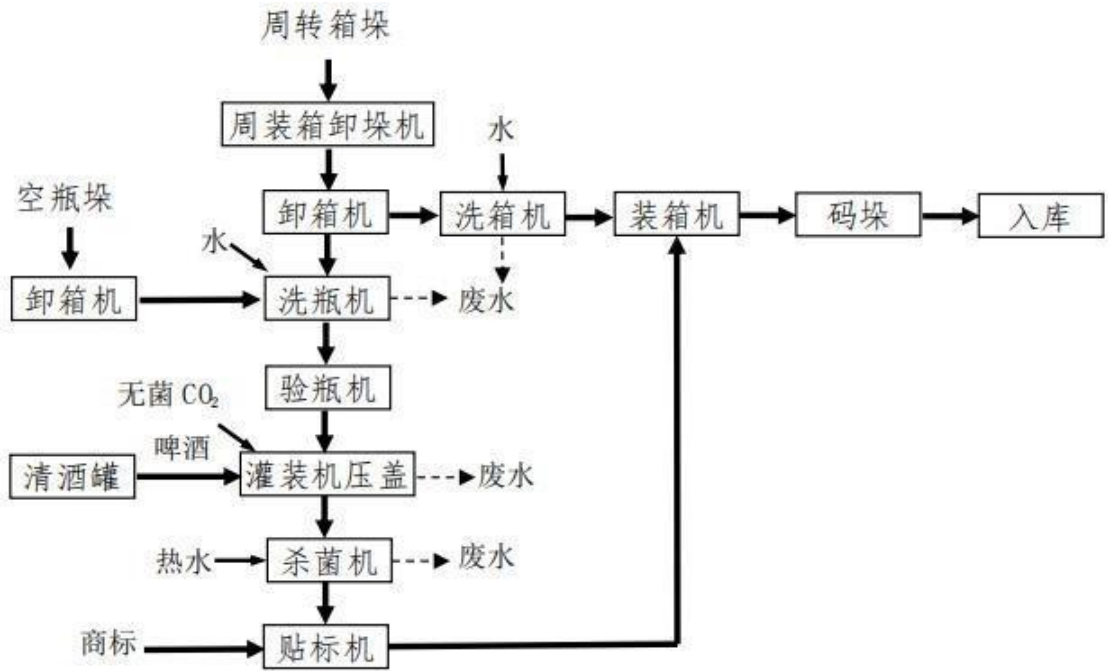 周转箱垛
周装箱卸垛机
水
空瓶垛
卸箱机
洗箱机
装箱机
码垛
入库
水
卸箱机
洗瓶机
废水
验瓶机
无菌CO₂
啤酒
清酒罐
灌装机压盖
废水
热水
杀菌机
废水
商标
贴标机